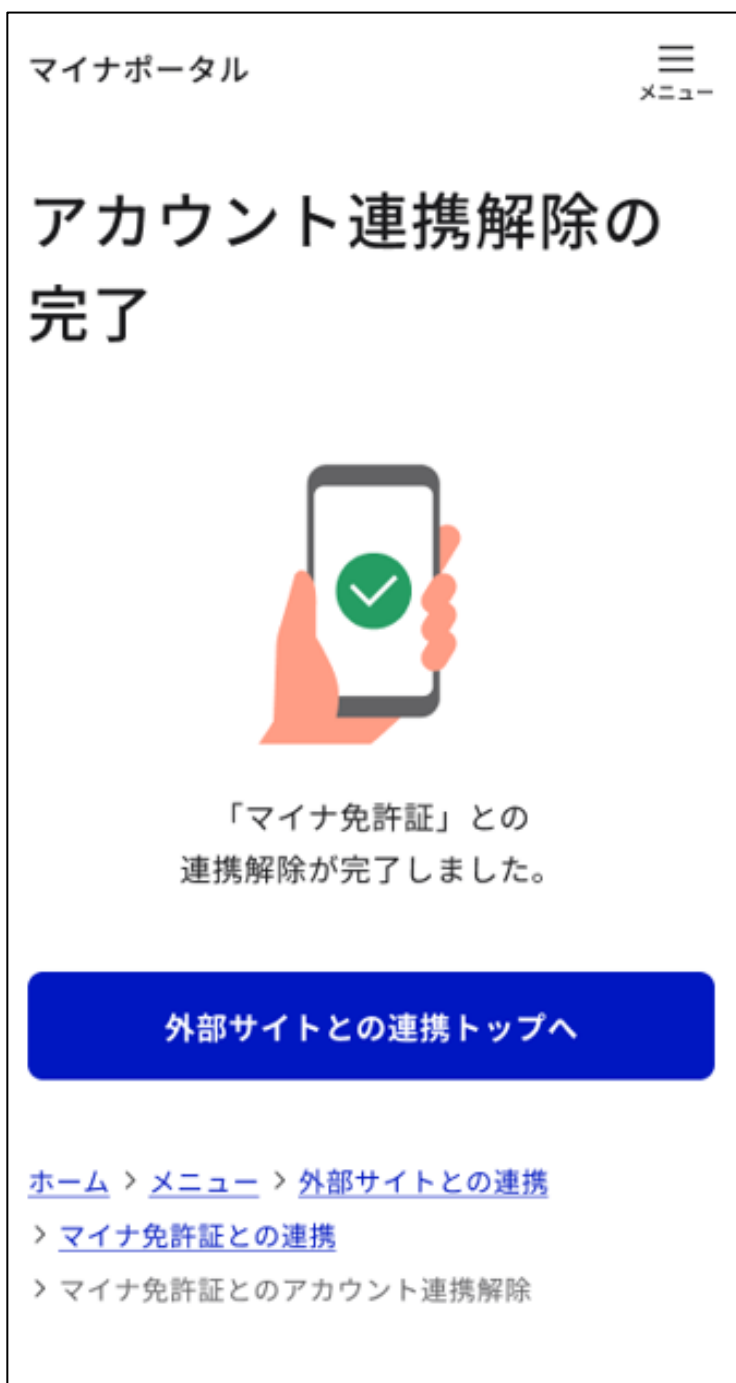 マイナポータル
メニュー
アカウント連携解除の
完了
「マイナ免許証」との
連携解除が完了しました。
外部サイトとの連携トップへ
ホーム > メニュー > 外部サイトとの連携
> マイナ免許証との連携
> マイナ免許証とのアカウント連携解除